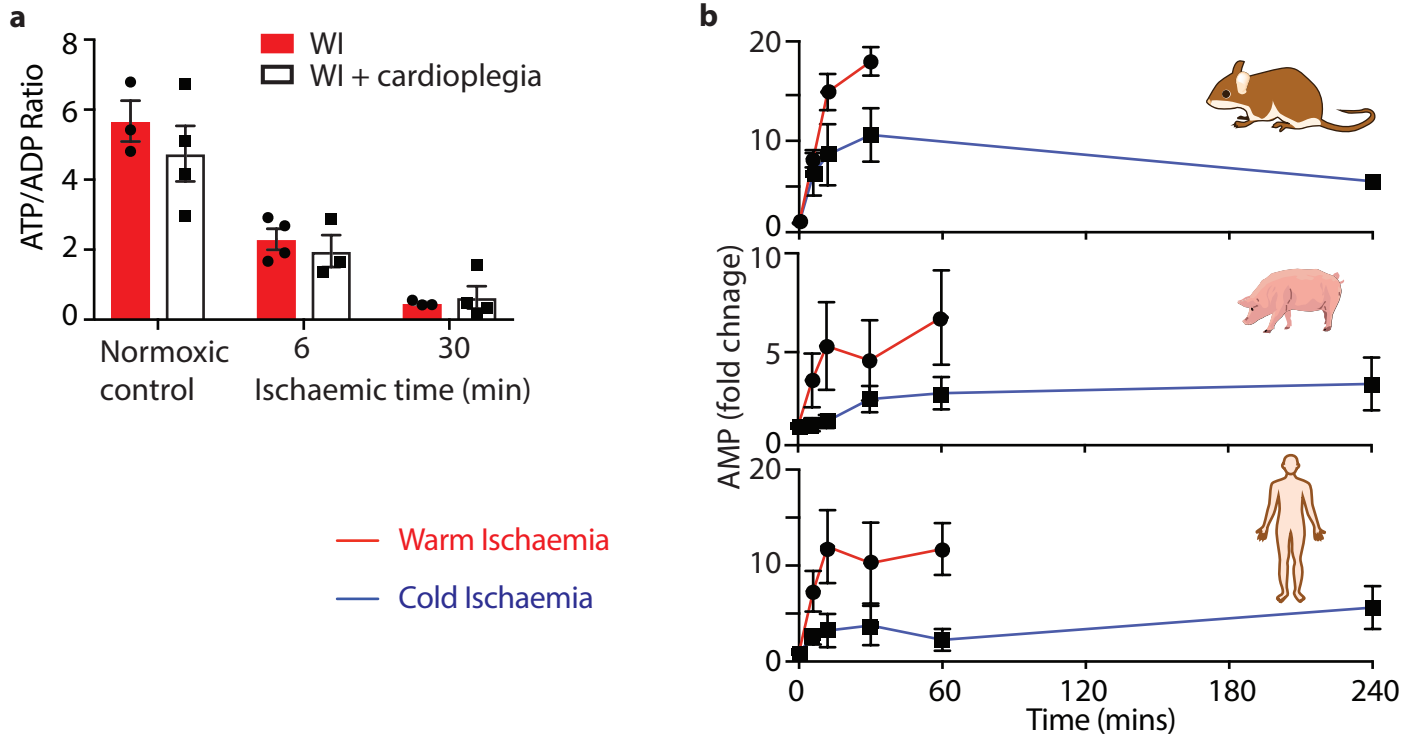 a
8
6
4
2
0
ATP/ADP Ratio
WI
WI + cardioplegia
Normoxic
control
6
30
Ischaemic time (min)
Warm Ischaemia
Cold Ischaemia
b
20
10
0
10
5
0
20
10
0
AMP (fold chnage)
0
60
120
180
240
Time (mins)